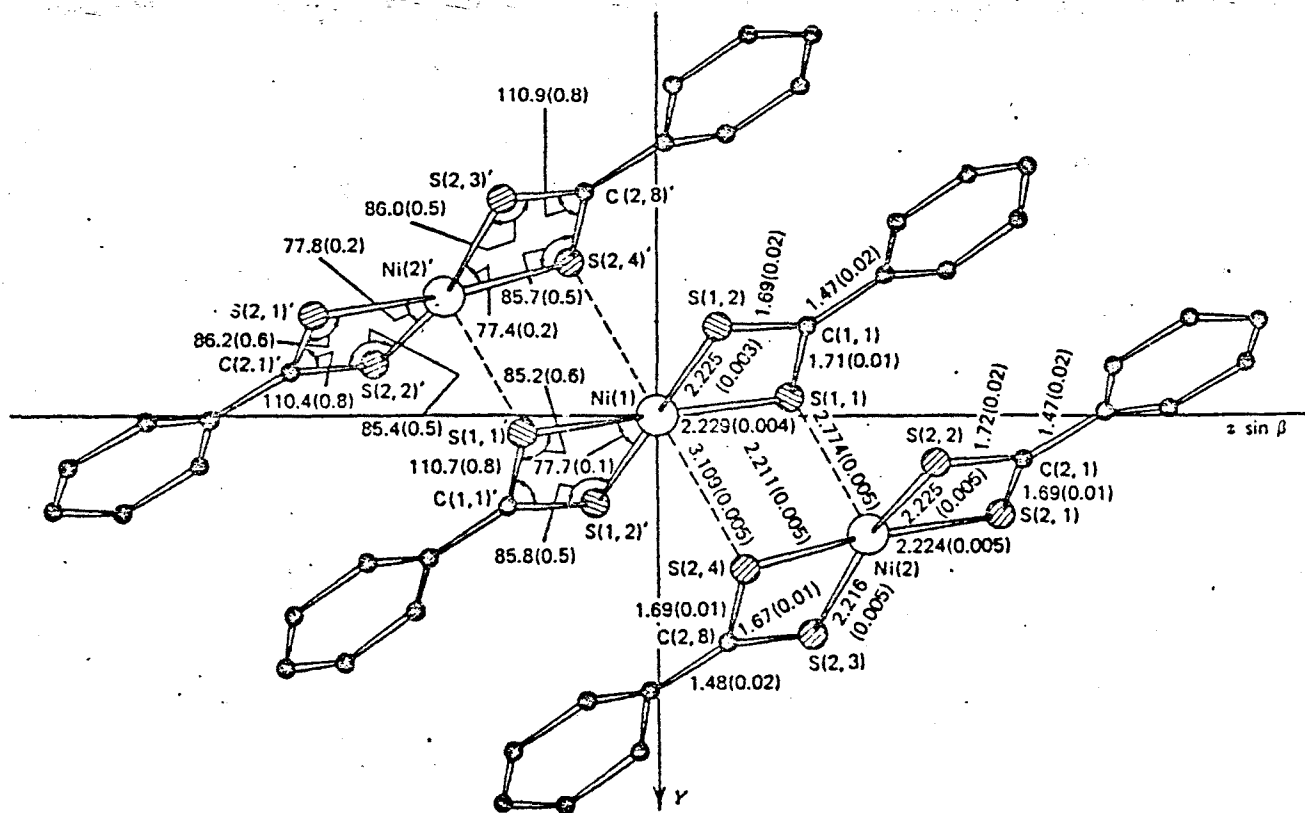 110.9(0.8)
S(2,3)'
C(2,8)'
86.0(0.5)
77.8(0.2)
Ni(2)'
S(2,4)'
85.7(0.5)
77.4(0.2)
S(2,1)'
86.2(0.6)
C(2.1)'
S(2,2)'
110.4(0.8)
85.4(0.5)
S(1,2)
1.69(0.02)
1.47(0.02)
C(1,1)
1.71(0.01)
2.225
(0.003)
S(1,1)
85.2(0.6)
Ni(1)
2.229(0.004)
S(1,1)'
z sin β
110.7(0.8)
77.7(0.1)
C(1,1)'
S(1,2)'
85.8(0.5)
3.109(0.005)
2.211(0.005)
2.774(0.005)
S(2,2)
1.72(0.02)
1.47(0.02)
C(2,1)
1.69(0.01)
2.225
(0.005)
S(2,1)
2.224(0.005)
Ni(2)
S(2,4)
1.69(0.01)
1.67(0.01)
2.216
(0.005)
C(2,8)
S(2,3)
1.48(0.02)
Y